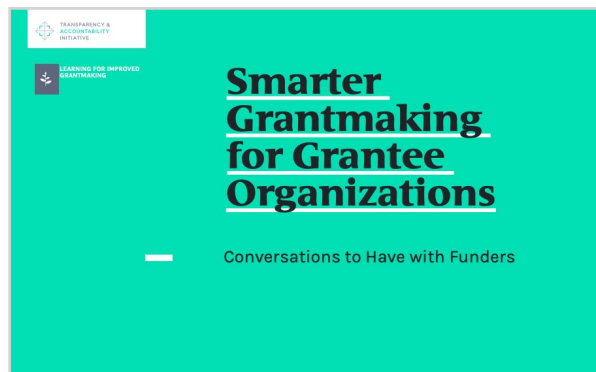 TRANSPARENCY &
ACCOUNTABILITY
INITIATIVE
LEARNING FOR IMPROVED
GRANTMAKING
Smarter
Grantmaking
for Grantee
Organizations
Conversations to Have with Funders